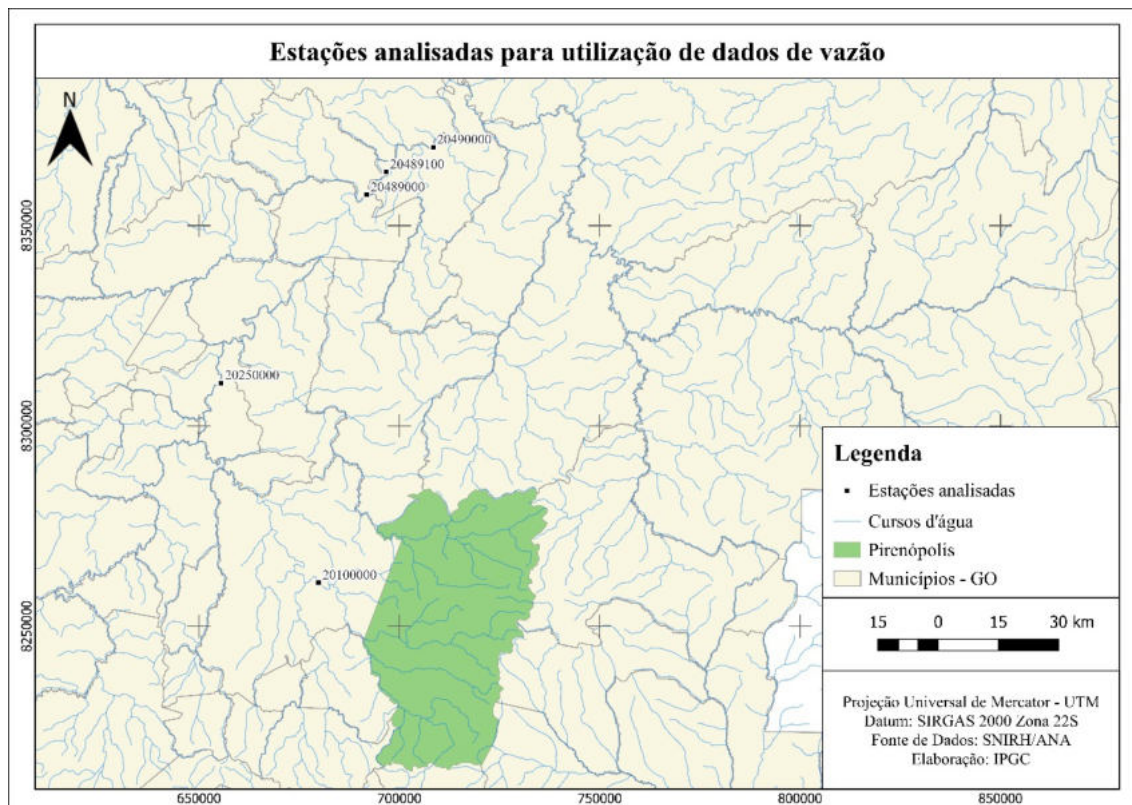 Estações analisadas para utilização de dados de vazão
N
20490000
20489100
20489000
20250000
20100000
8350000
8300000
8250000
650000
700000
750000
800000
850000
Legenda
Estações analisadas
Cursos d'água
Pirenópolis
Municípios - GO
15 0 15 30 km
Projeção Universal de Mercator - UTM
Datum: SIRGAS 2000 Zona 22S
Fonte de Dados: SNIRH/ANA
Elaboração: IPGC